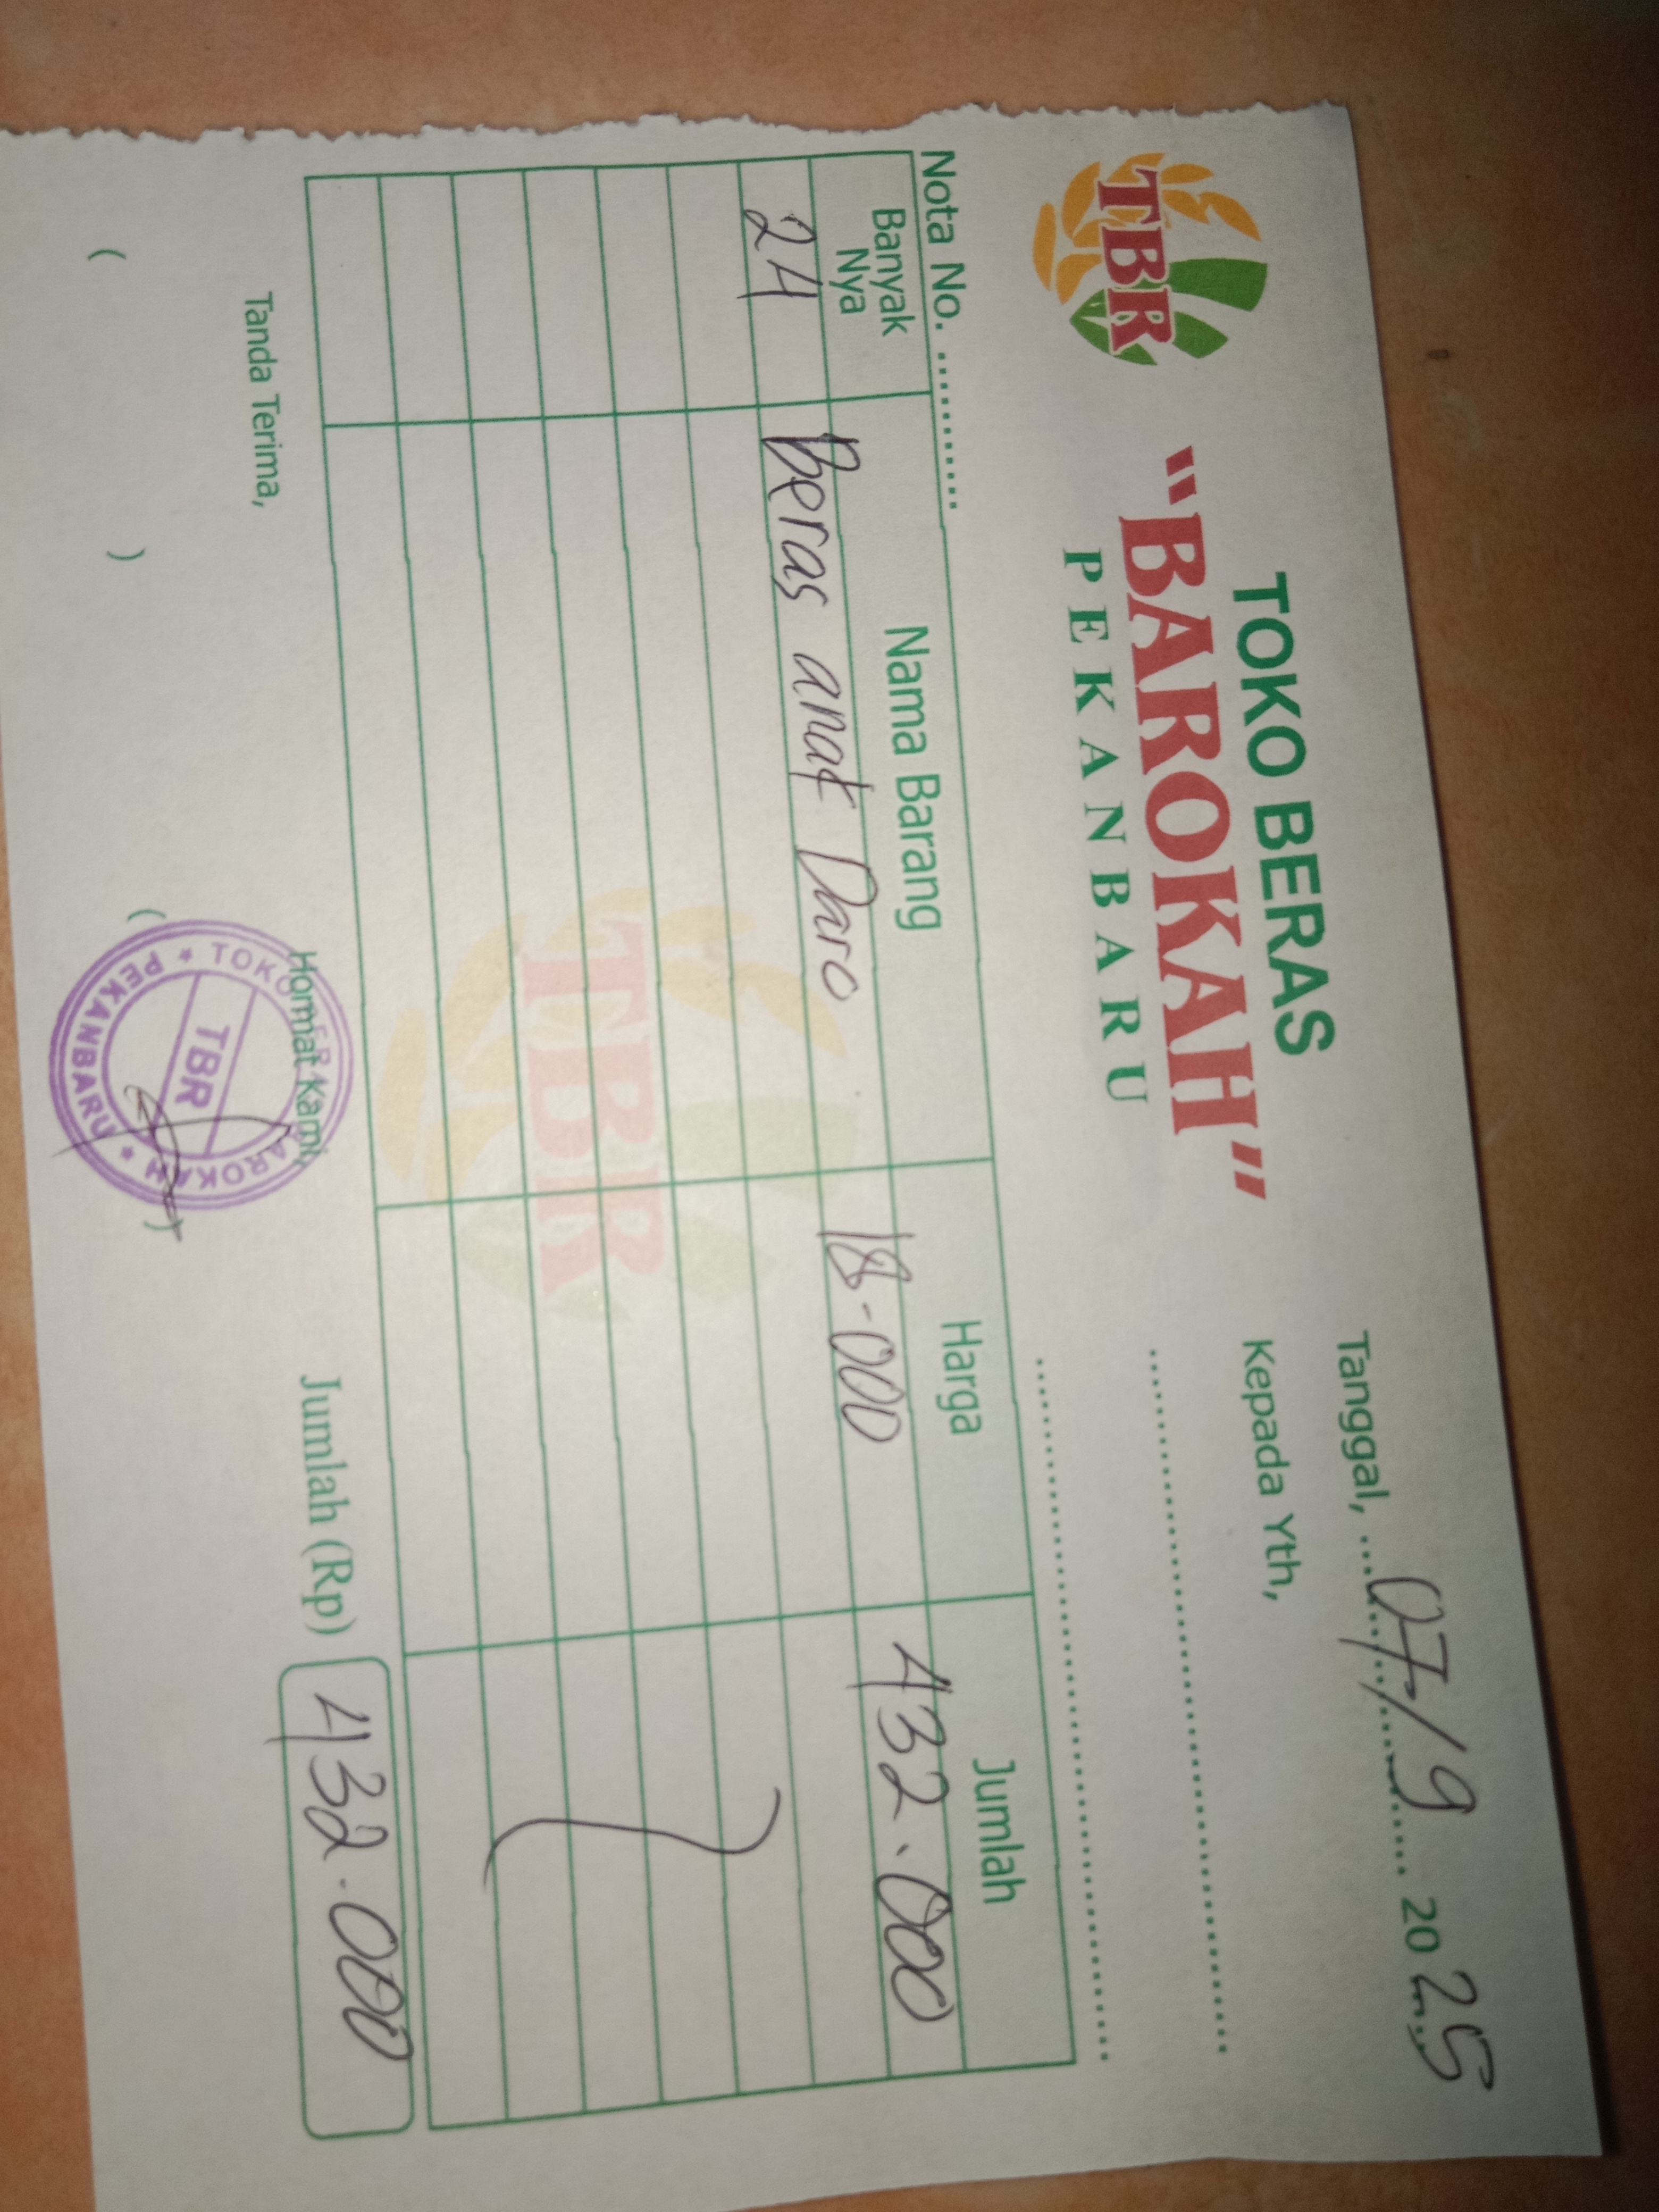 TBR
TOKO BERAS
"BAROKAH"
PEKANBARU
Tanggal, 07/9 2025
Kepada Yth,
Nota No. ..........
Banyak Nya Nama Barang Harga Jumlah
24 Beras anak Daro 18.000 432.000
TBR
Tanda Terima, Hormat Kami, Jumlah (Rp) 432.000
( ) ( )
TOKO BERAS BAROKAH * PEKANBARU *
TBR